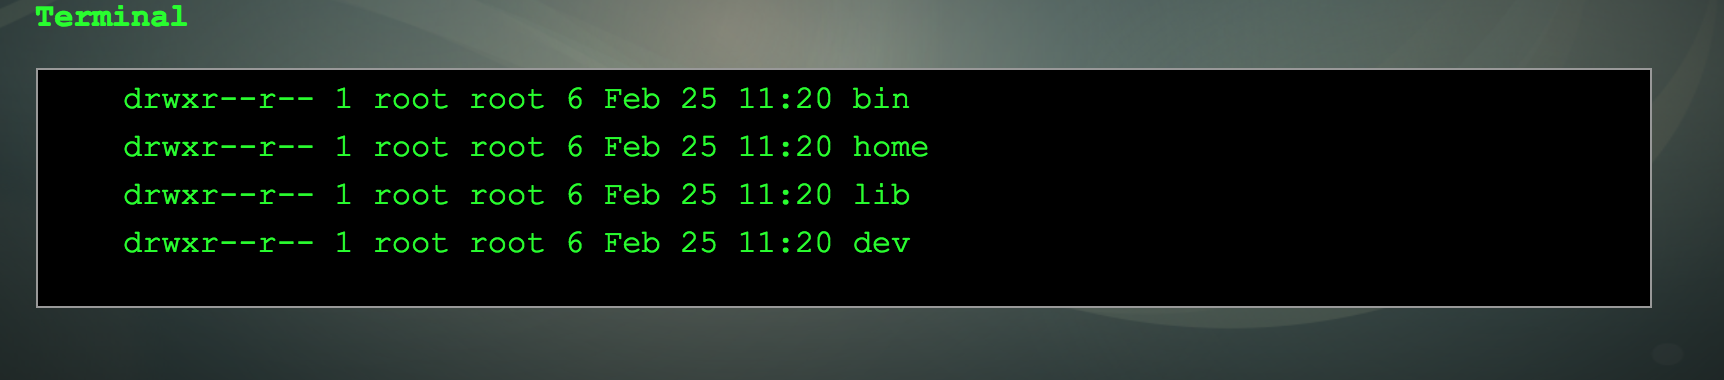 Terminal
drwxr--r-- 1 root root 6 Feb 25 11:20 bin
drwxr--r-- 1 root root 6 Feb 25 11:20 home
drwxr--r-- 1 root root 6 Feb 25 11:20 lib
drwxr--r-- 1 root root 6 Feb 25 11:20 dev